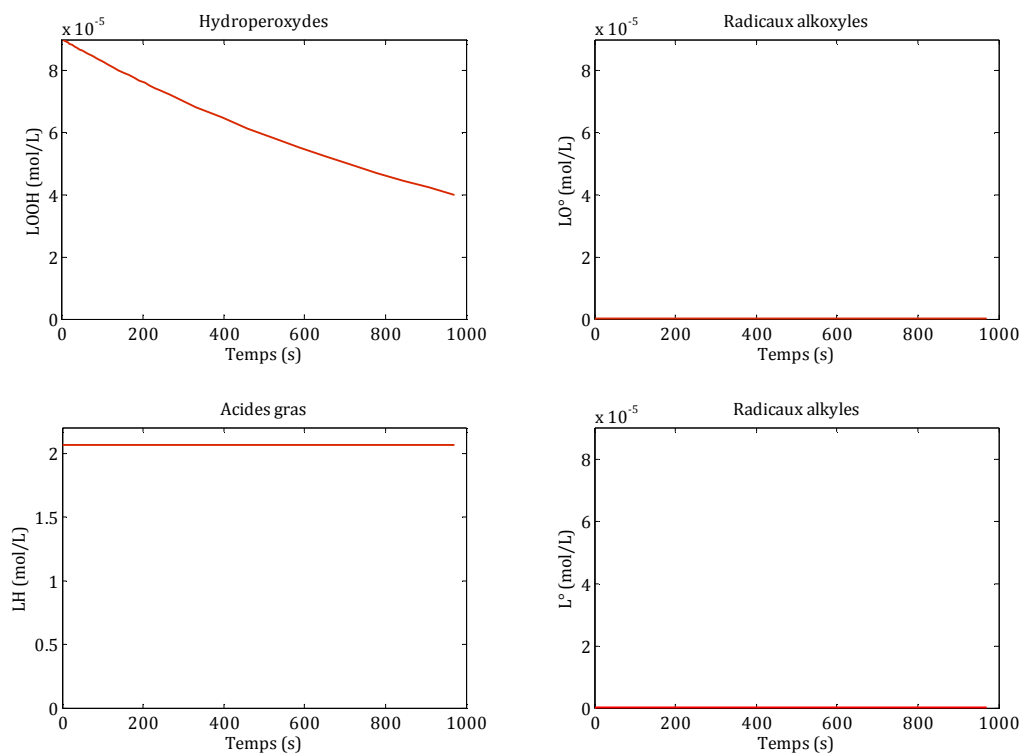 Hydroperoxydes
x 10-5
8
6
4
2
0
LOOH (mol/L)
0 200 400 600 800 1000
Temps (s)
Radicaux alkoxyles
x 10-5
8
6
4
2
0
LO° (mol/L)
0 200 400 600 800 1000
Temps (s)
Acides gras
2
1.5
1
0.5
0
LH (mol/L)
0 200 400 600 800 1000
Temps (s)
Radicaux alkyles
x 10-5
8
6
4
2
0
L° (mol/L)
0 200 400 600 800 1000
Temps (s)